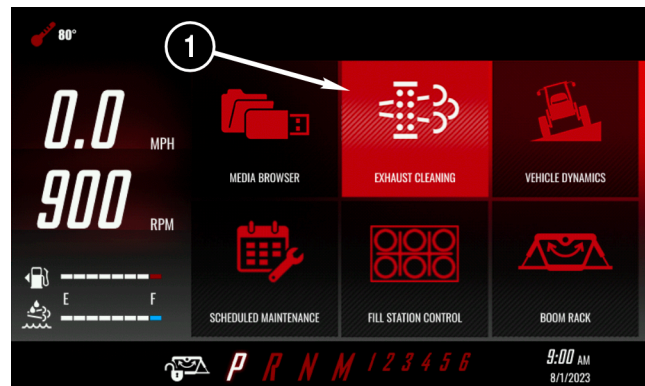 80°
1
0.0 MPH
900 RPM
E F
MEDIA BROWSER
EXHAUST CLEANING
VEHICLE DYNAMICS
SCHEDULED MAINTENANCE
FILL STATION CONTROL
BOOM RACK
P R N M 1 2 3 4 5 6
9:00 AM
8/1/2023